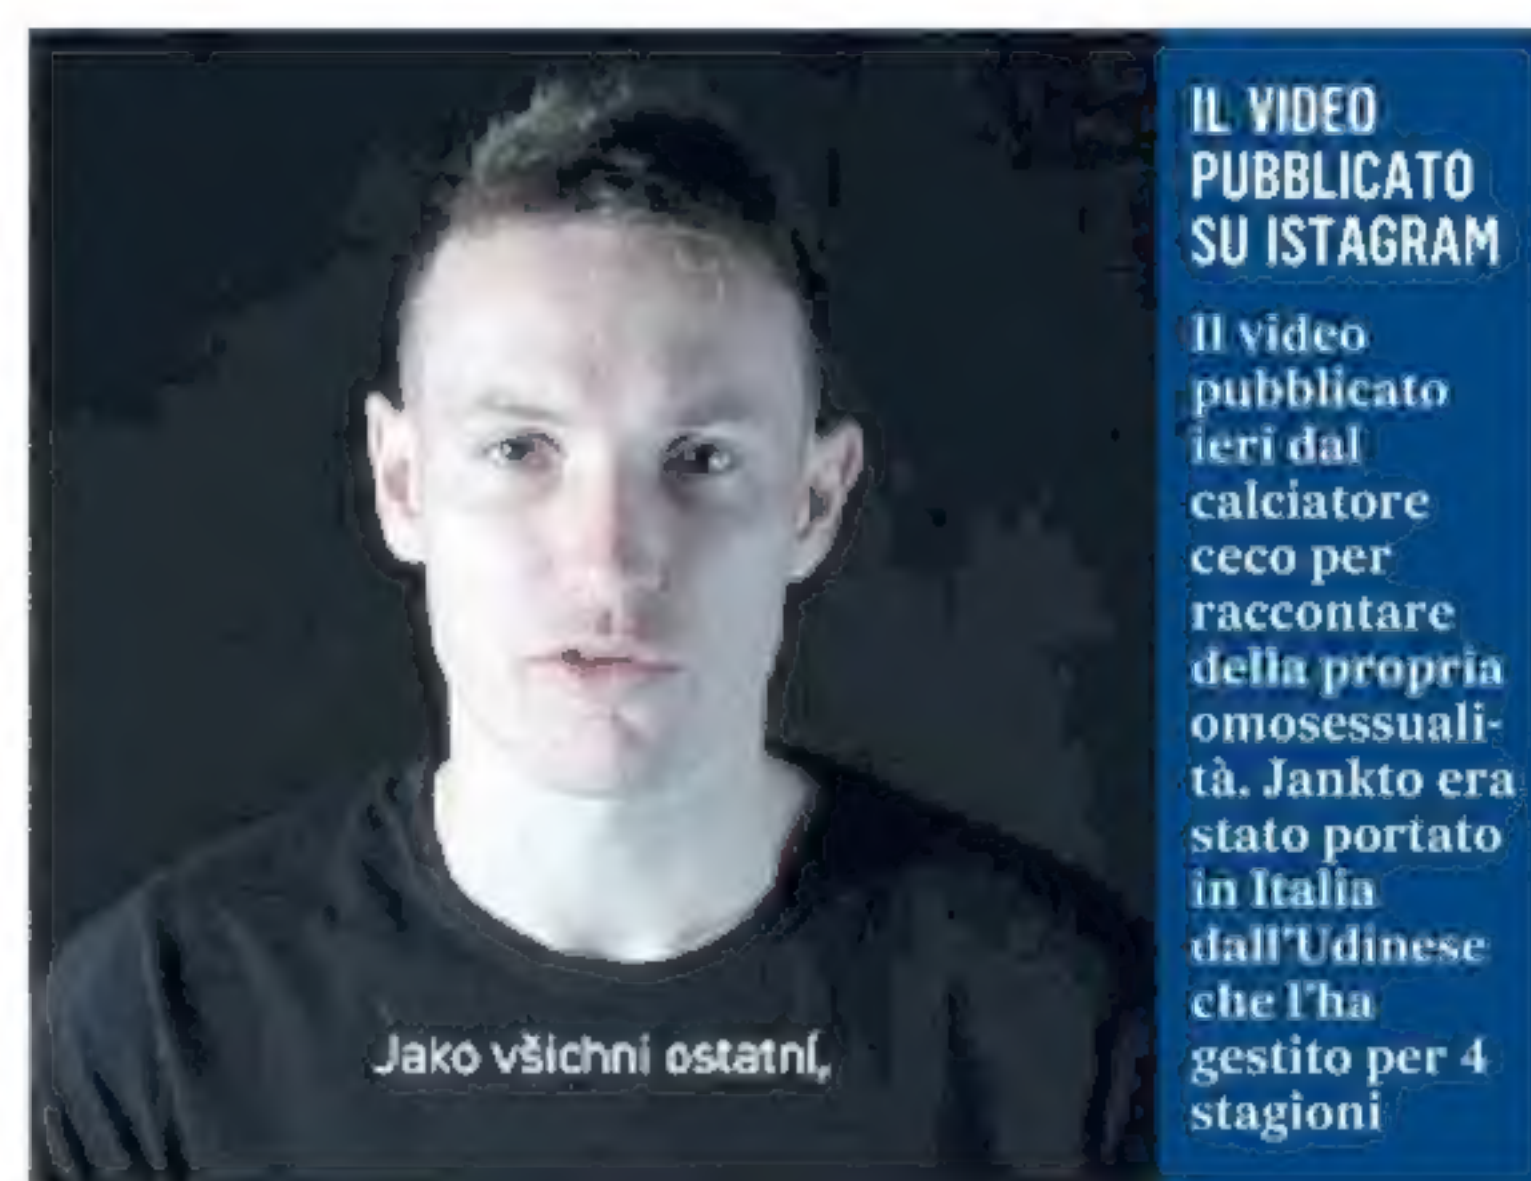 IL VIDEO
PUBBLICATO
SU ISTAGRAM
Il video
pubblicato
ieri dal
calciatore
ceco per
raccontare
della propria
omosessuali-
tà. Jankto era
stato portato
in Italia
dall'Udinese
che l'ha
gestito per 4
stagioni
Jako všichni ostatní,